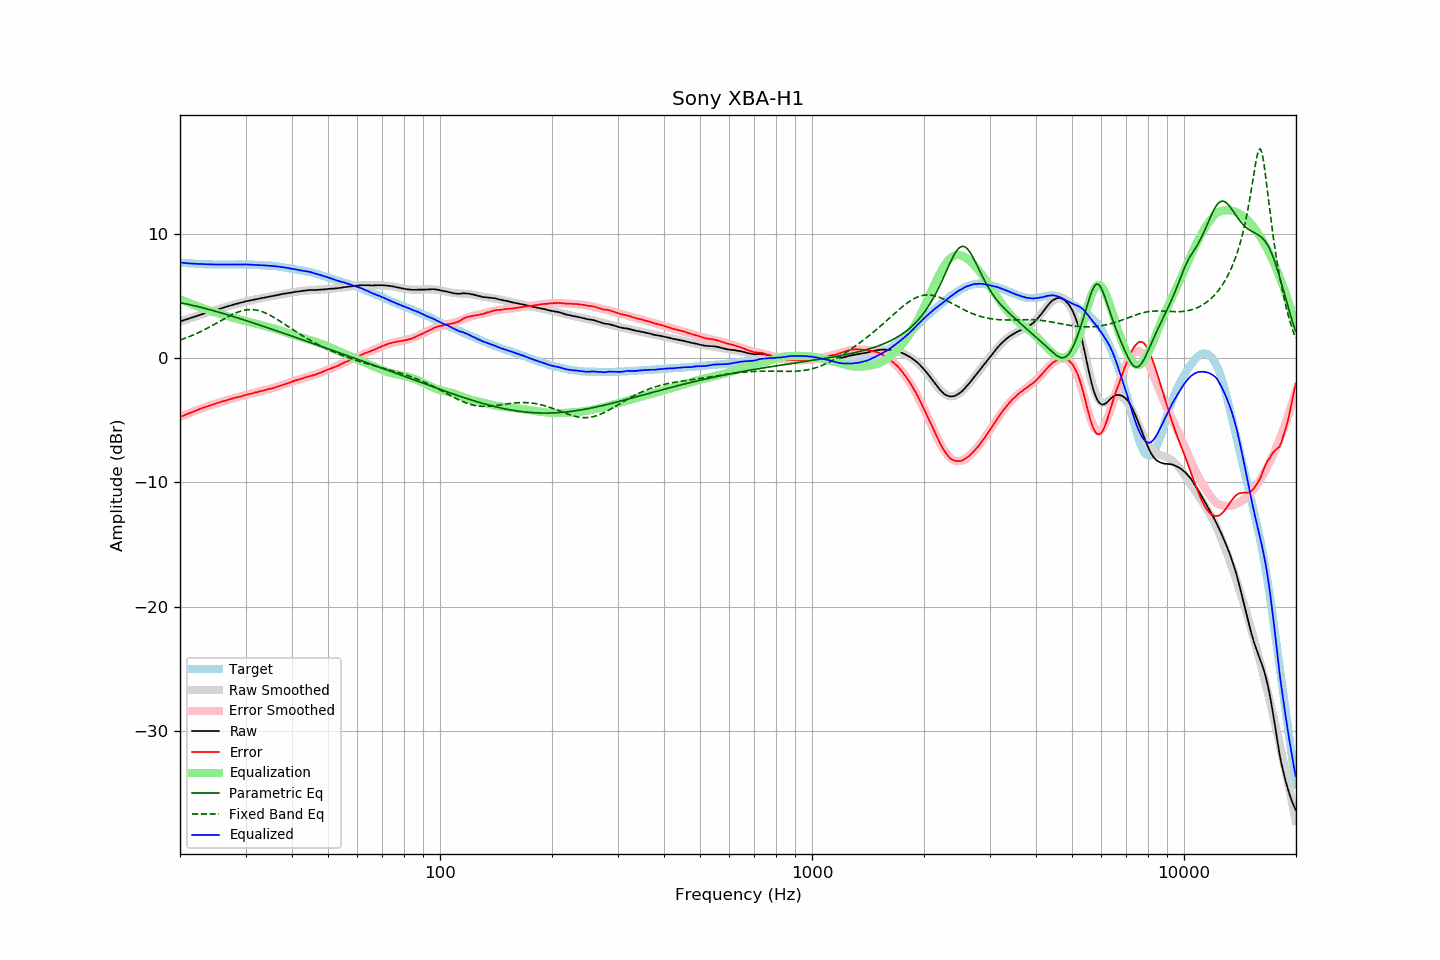 Sony XBA-H1
Amplitude (dBr)
10
0
−10
−20
−30
Target
Raw Smoothed
Error Smoothed
Raw
Error
Equalization
Parametric Eq
Fixed Band Eq
Equalized
100
1000
10000
Frequency (Hz)